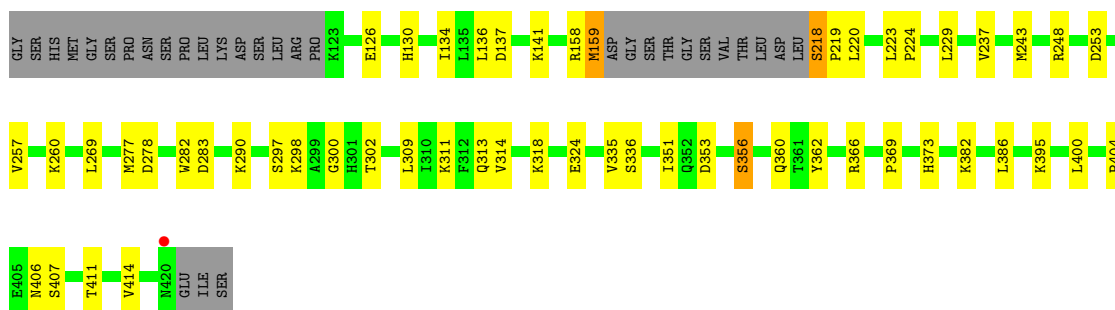 GLY SER HIS MET GLY SER PRO ASN SER PRO LEU LYS ASP SER LEU ARG PRO K123 E126 H130 I134 L135 L136 D137 K141 R158 M159 ASP GLY SER THR GLY SER VAL THR LEU ASP LEU S218 P219 L220 L223 P224 L229 V237 M243 R248 D253
V257 K260 L269 M277 D278 W282 D283 K290 S297 K298 A299 G300 H301 T302 L309 I310 K311 F312 Q313 V314 K318 E324 V335 S336 I351 Q352 D353 S356 Q360 T361 Y362 R366 P369 H373 K382 L386 K395 L400
E405 N406 S407 T411 V414 N420 GLU ILE SER